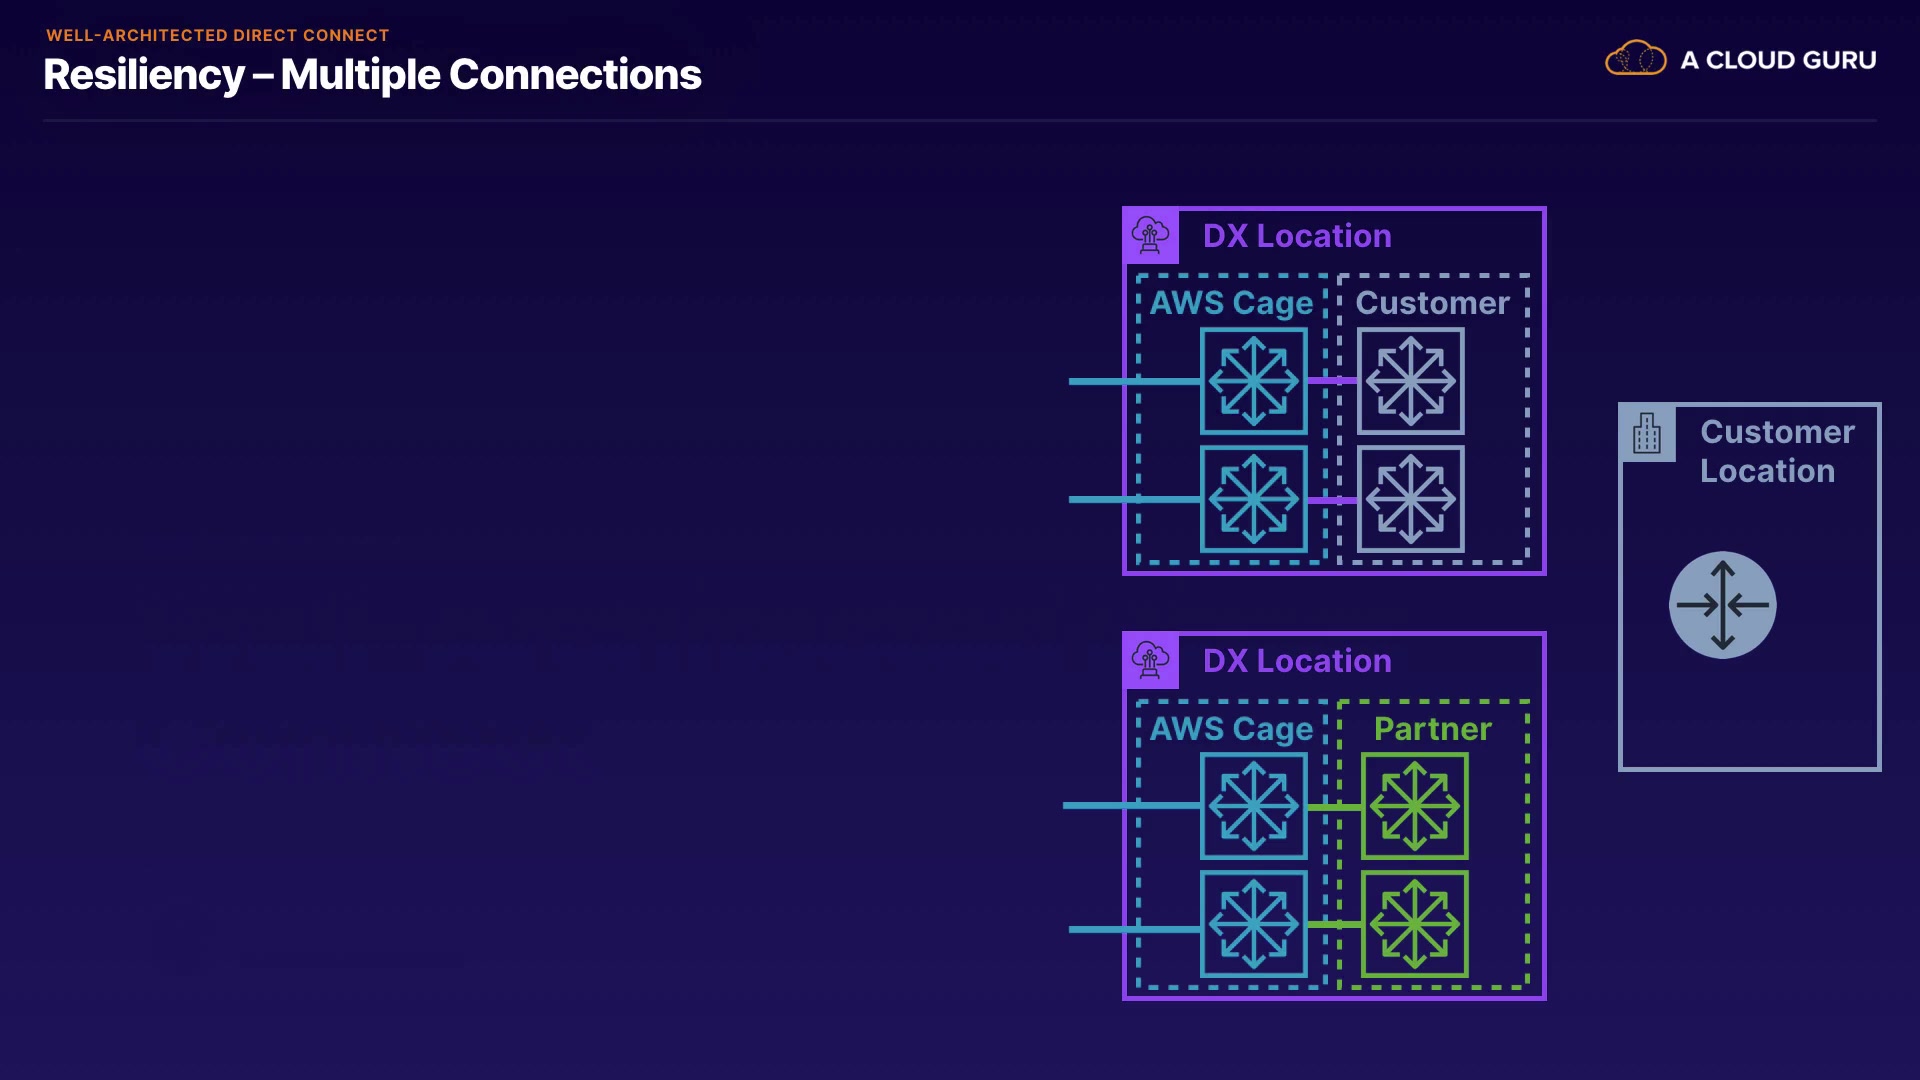 WELL-ARCHITECTED DIRECT CONNECT
Resiliency – Multiple Connections
A CLOUD GURU
DX Location
AWS Cage
Customer
Customer
Location
DX Location
AWS Cage
Partner